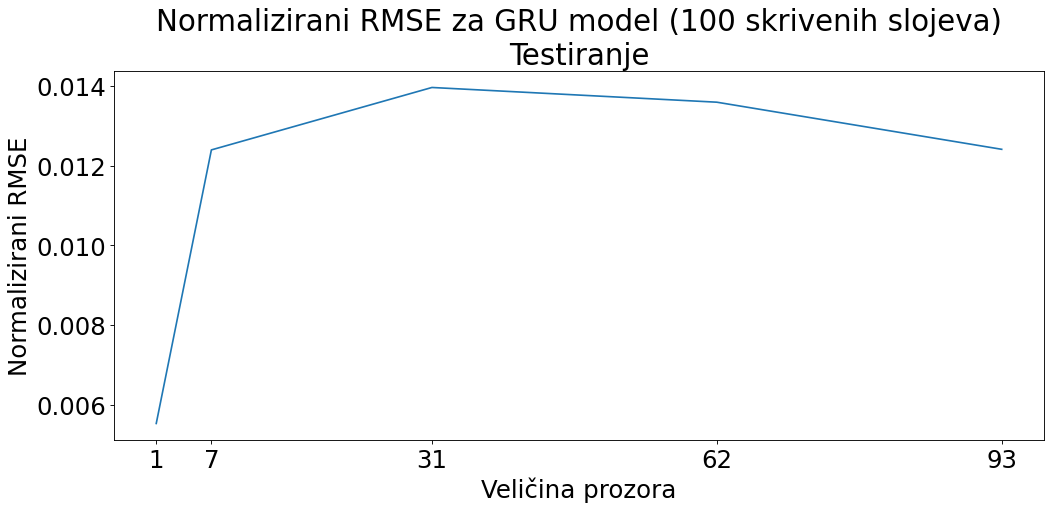 Normalizirani RMSE za GRU model (100 skrivenih slojeva)
Testiranje
Normalizirani RMSE
0.014
0.012
0.010
0.008
0.006
1 7 31 62 93
Veličina prozora